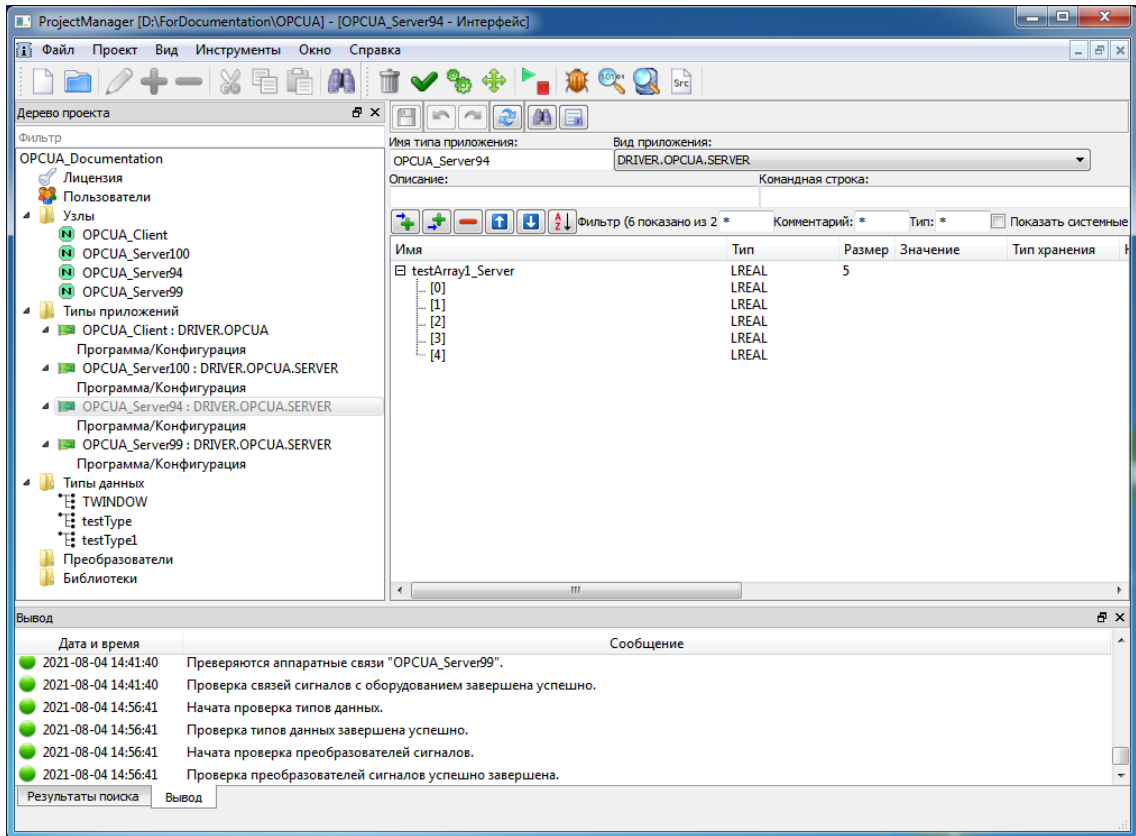 ProjectManager [D:\ForDocumentation\OPCUA] - [OPCUA_Server94 - Интерфейс]
Файл Проект Вид Инструменты Окно Справка
Src
Дерево проекта
Фильтр
OPCUA_Documentation
Лицензия
Пользователи
Узлы
OPCUA_Client
OPCUA_Server100
OPCUA_Server94
OPCUA_Server99
Типы приложений
OPCUA_Client : DRIVER.OPCUA
Программа/Конфигурация
OPCUA_Server100 : DRIVER.OPCUA.SERVER
Программа/Конфигурация
OPCUA_Server94 : DRIVER.OPCUA.SERVER
Программа/Конфигурация
OPCUA_Server99 : DRIVER.OPCUA.SERVER
Программа/Конфигурация
Типы данных
TWINDOW
testType
testType1
Преобразователи
Библиотеки
Имя типа приложения: Вид приложения:
OPCUA_Server94 DRIVER.OPCUA.SERVER
Описание: Командная строка:
Фильтр (6 показано из 2 * Комментарий: * Тип: * Показать системные
Имя Тип Размер Значение Тип хранения
testArray1_Server LREAL 5
[0] LREAL
[1] LREAL
[2] LREAL
[3] LREAL
[4] LREAL
Вывод
Дата и время Сообщение
2021-08-04 14:41:40 Преверяются аппаратные связи "OPCUA_Server99".
2021-08-04 14:41:40 Проверка связей сигналов с оборудованием завершена успешно.
2021-08-04 14:56:41 Начата проверка типов данных.
2021-08-04 14:56:41 Проверка типов данных завершена успешно.
2021-08-04 14:56:41 Начата проверка преобразователей сигналов.
2021-08-04 14:56:41 Проверка преобразователей сигналов успешно завершена.
Результаты поиска Вывод